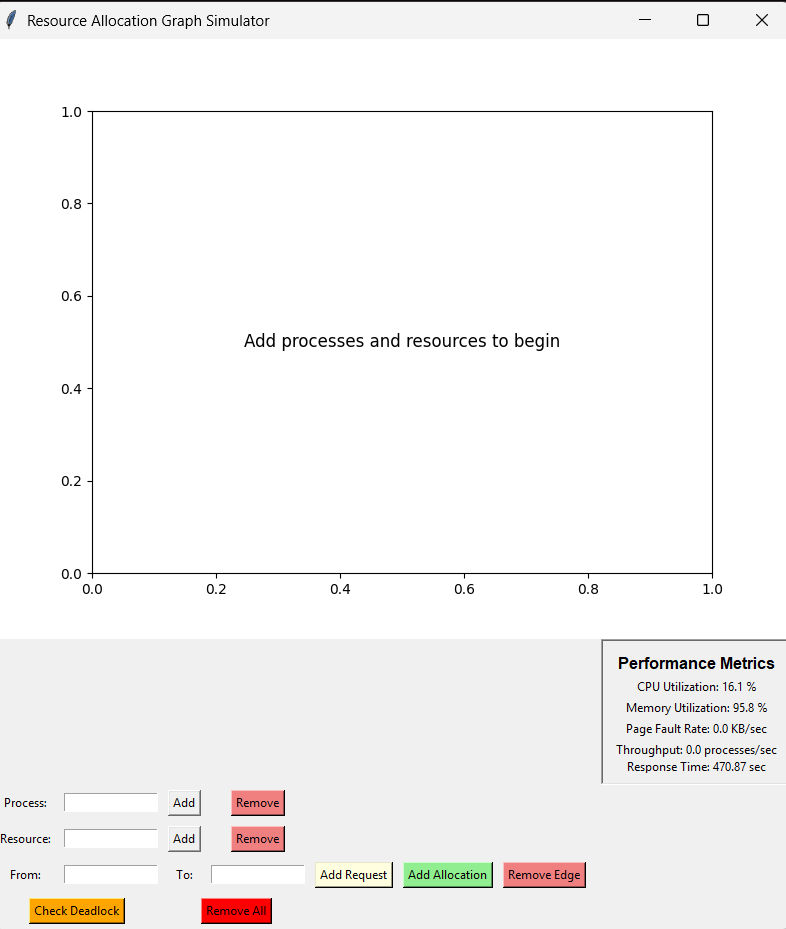 Resource Allocation Graph Simulator
1.0
0.8
0.6
0.4
0.2
0.0
Add processes and resources to begin
0.0 0.2 0.4 0.6 0.8 1.0
Performance Metrics
CPU Utilization: 16.1 %
Memory Utilization: 95.8 %
Page Fault Rate: 0.0 KB/sec
Throughput: 0.0 processes/sec
Response Time: 470.87 sec
Process: Add Remove
Resource: Add Remove
From: To: Add Request Add Allocation Remove Edge
Check Deadlock Remove All